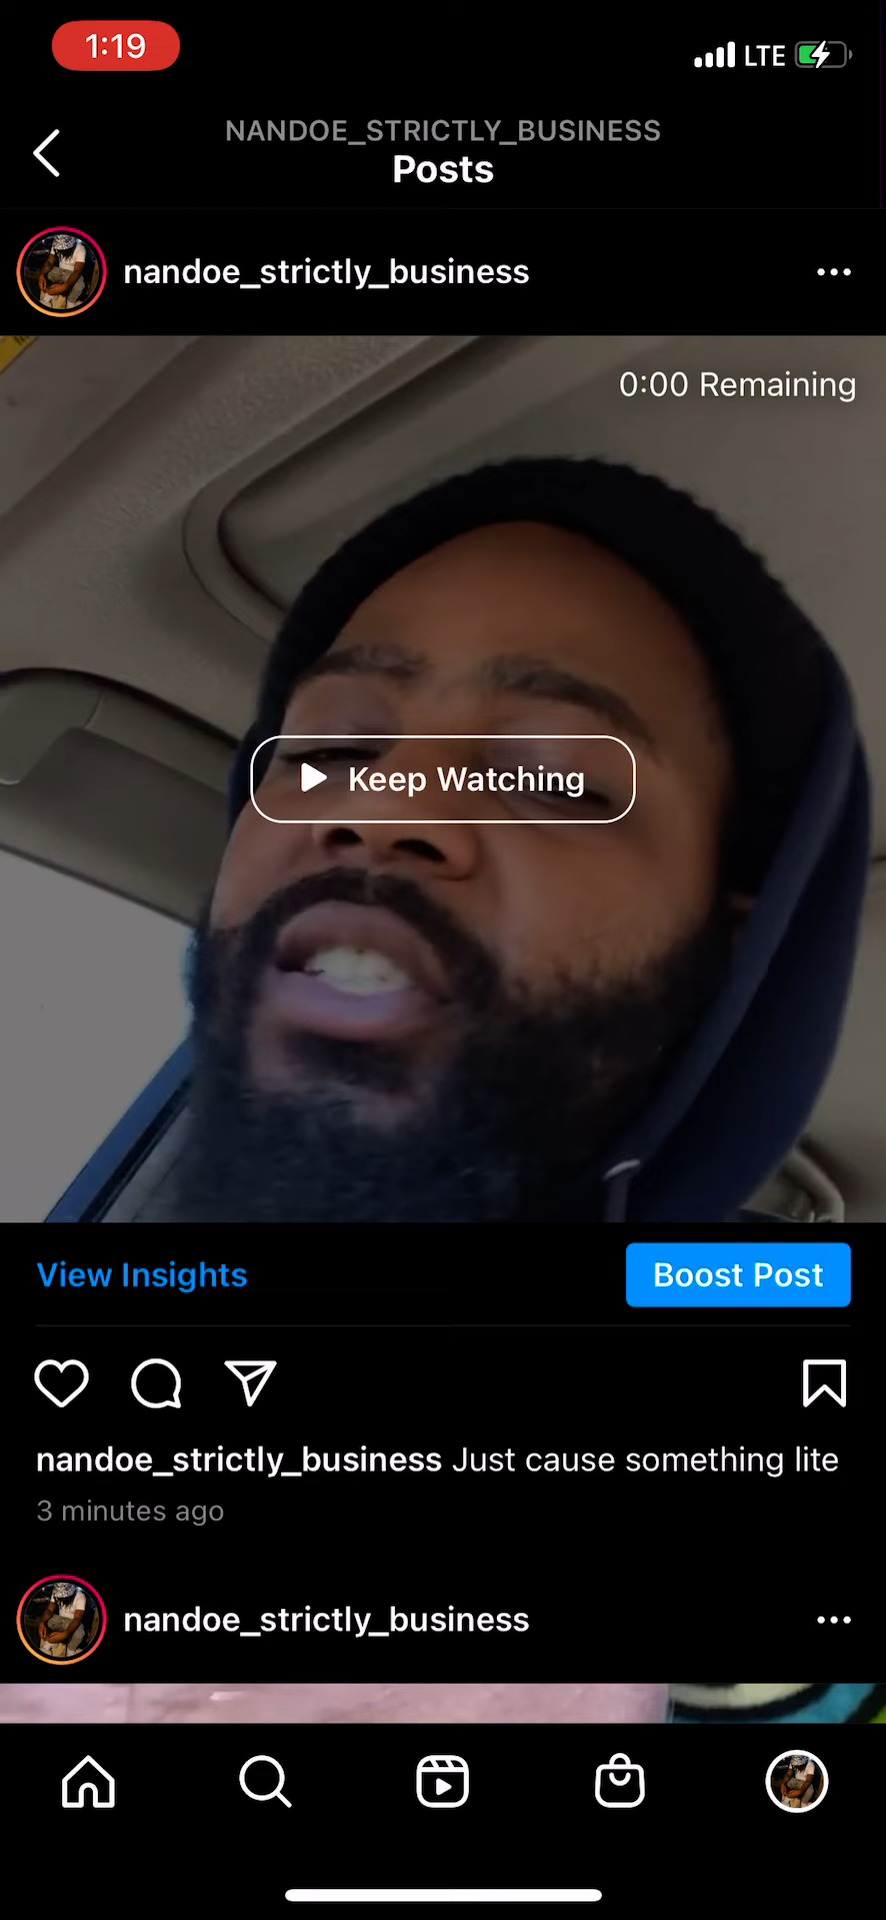 1:19
LTE
NANDOE_STRICTLY_BUSINESS
Posts
nandoe_strictly_business
0:00 Remaining
Keep Watching
View Insights
Boost Post
nandoe_strictly_business Just cause something lite
3 minutes ago
nandoe_strictly_business